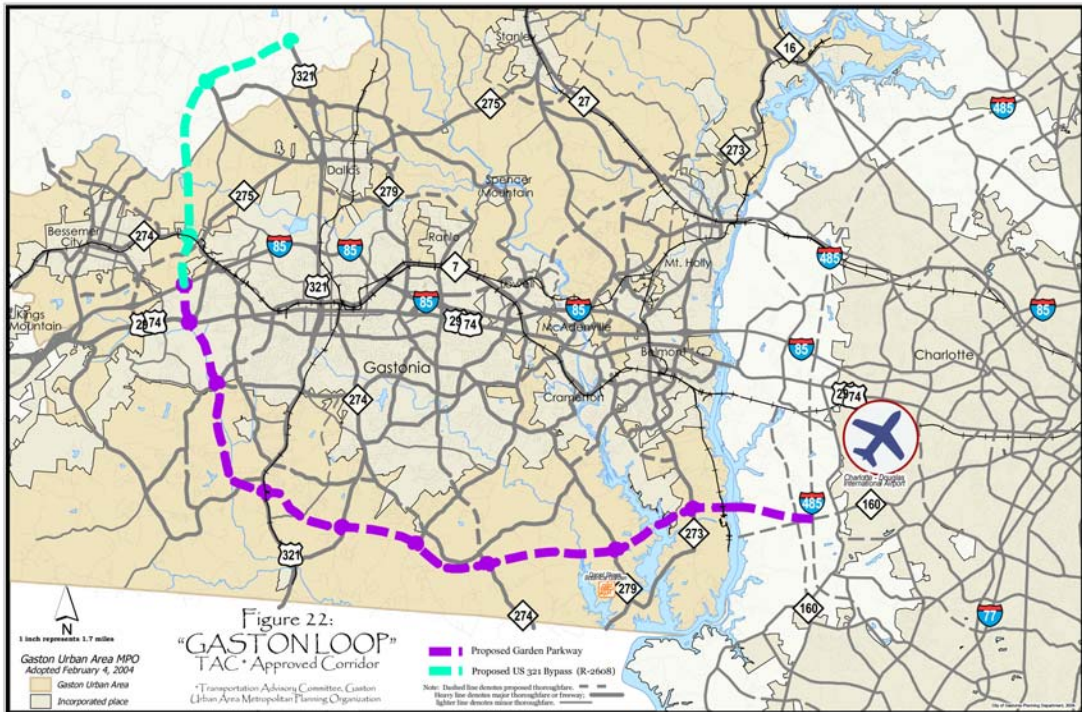 Stanley
16
321
275
27
485
273
Dallas
279
Spencer
Mountain
275
Bessemer
City
274
85
85
Ranlo
7
485
Mt. Holly
321
85
85
85
Kings
Mountain
29 74
29 74
McAdenville
85
Belmont
Charlotte
Gastonia
274
Cramerton
29 74
Charlotte - Douglas
International Airport
485
160
273
321
279
274
160
77
N
1 inch represents 1.7 miles
Gaston Urban Area MPO
Adopted February 4, 2004
Gaston Urban Area
Incorporated place
Figure 22:
"GASTON LOOP"
TAC * Approved Corridor
*Transportation Advisory Committee, Gaston
Urban Area Metropolitan Planning Organization
Proposed Garden Parkway
Proposed US 321 Bypass (R-2608)
Note: Dashed line denotes proposed thoroughfare.
Heavy line denotes major thoroughfare or freeway;
lighter line denotes minor thoroughfare.